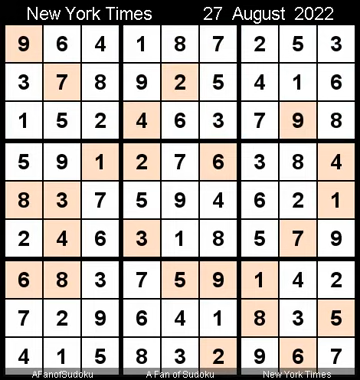 New York Times 27 August 2022
9 6 4 1 8 7 2 5 3
3 7 8 9 2 5 4 1 6
1 5 2 4 6 3 7 9 8
5 9 1 2 7 6 3 8 4
8 3 7 5 9 4 6 2 1
2 4 6 3 1 8 5 7 9
6 8 3 7 5 9 1 4 2
7 2 9 6 4 1 8 3 5
4 1 5 8 3 2 9 6 7
AFanofSudoku A Fan of Sudoku New York Times